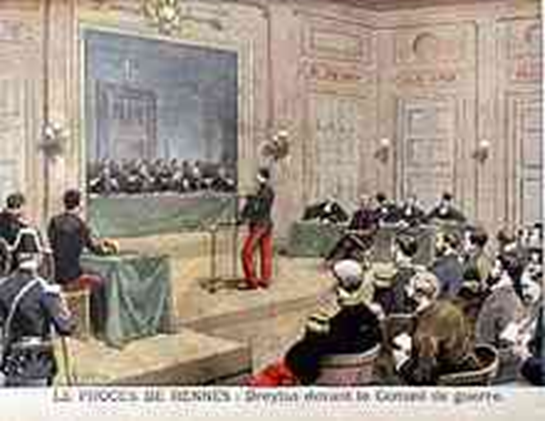 LE PROCÈS DE RENNES : Dreyfus devant le Conseil de guerre.